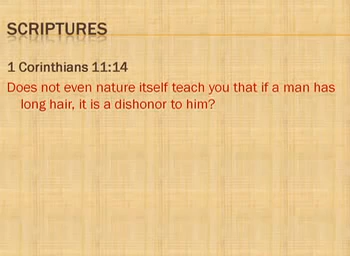 SCRIPTURES
1 Corinthians 11:14
Does not even nature itself teach you that if a man has
long hair, it is a dishonor to him?